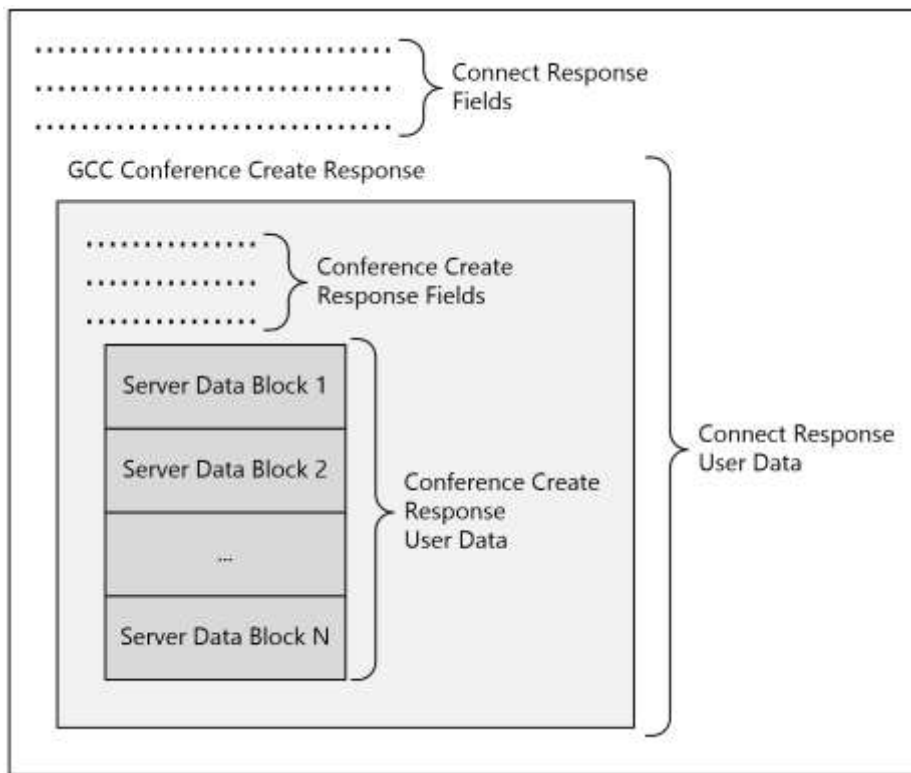 Connect Response
Fields
GCC Conference Create Response
Conference Create
Response Fields
Server Data Block 1
Server Data Block 2
...
Server Data Block N
Conference Create
Response
User Data
Connect Response
User Data